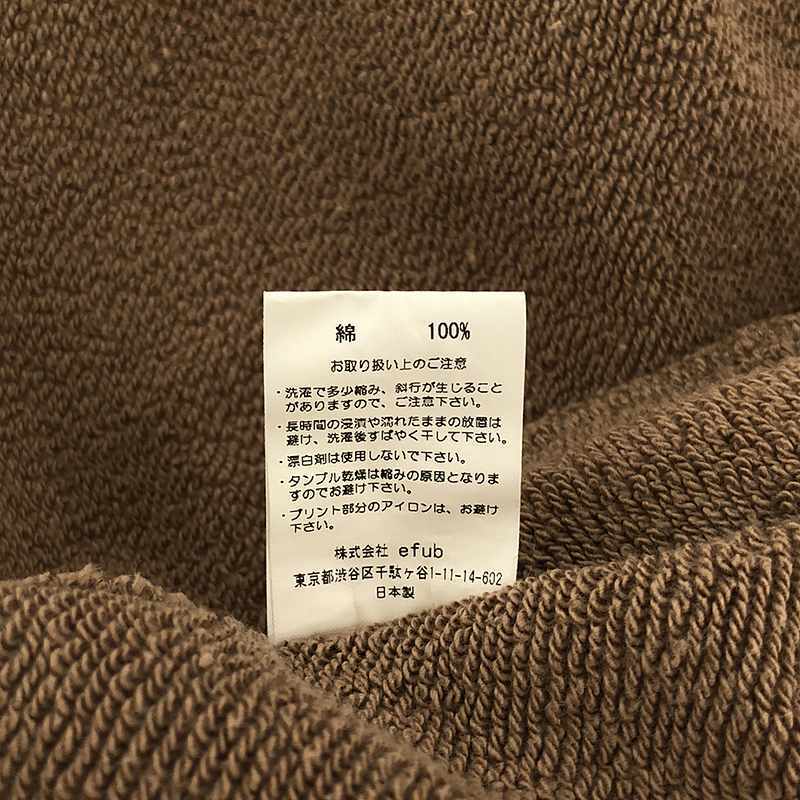 綿 100%
お取り扱い上のご注意
・洗濯で多少縮み、斜行が生じること
がありますので、ご注意下さい。
・長時間の浸漬や濡れたままの放置は
避け、洗濯後すばやく干して下さい。
・漂白剤は使用しないで下さい。
・タンブル乾燥は縮みの原因となりま
すのでお避け下さい。
・プリント部分のアイロンは、お避け
下さい。
株式会社 efub
東京都渋谷区千駄ヶ谷1-11-14-602
日本製